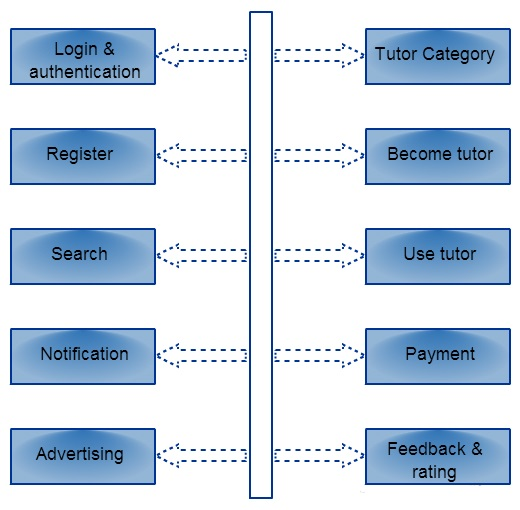 Login &
authentication
Tutor Category
Register
Become tutor
Search
Use tutor
Notification
Payment
Advertising
Feedback &
rating